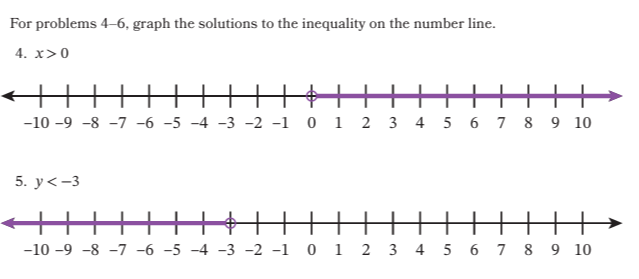 For problems 4–6, graph the solutions to the inequality on the number line.
4. x > 0
-10 -9 -8 -7 -6 -5 -4 -3 -2 -1 0 1 2 3 4 5 6 7 8 9 10
5. y < -3
-10 -9 -8 -7 -6 -5 -4 -3 -2 -1 0 1 2 3 4 5 6 7 8 9 10